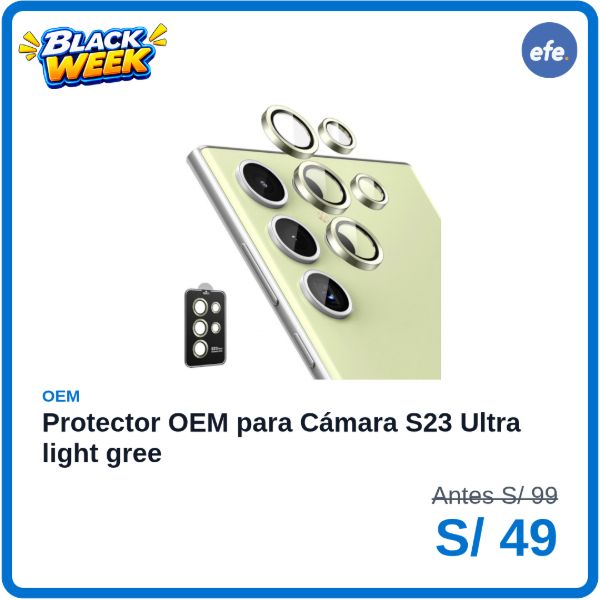 BLACK
WEEK
efe.
OEM
Protector OEM para Cámara S23 Ultra
light gree
Antes S/ 99
S/ 49